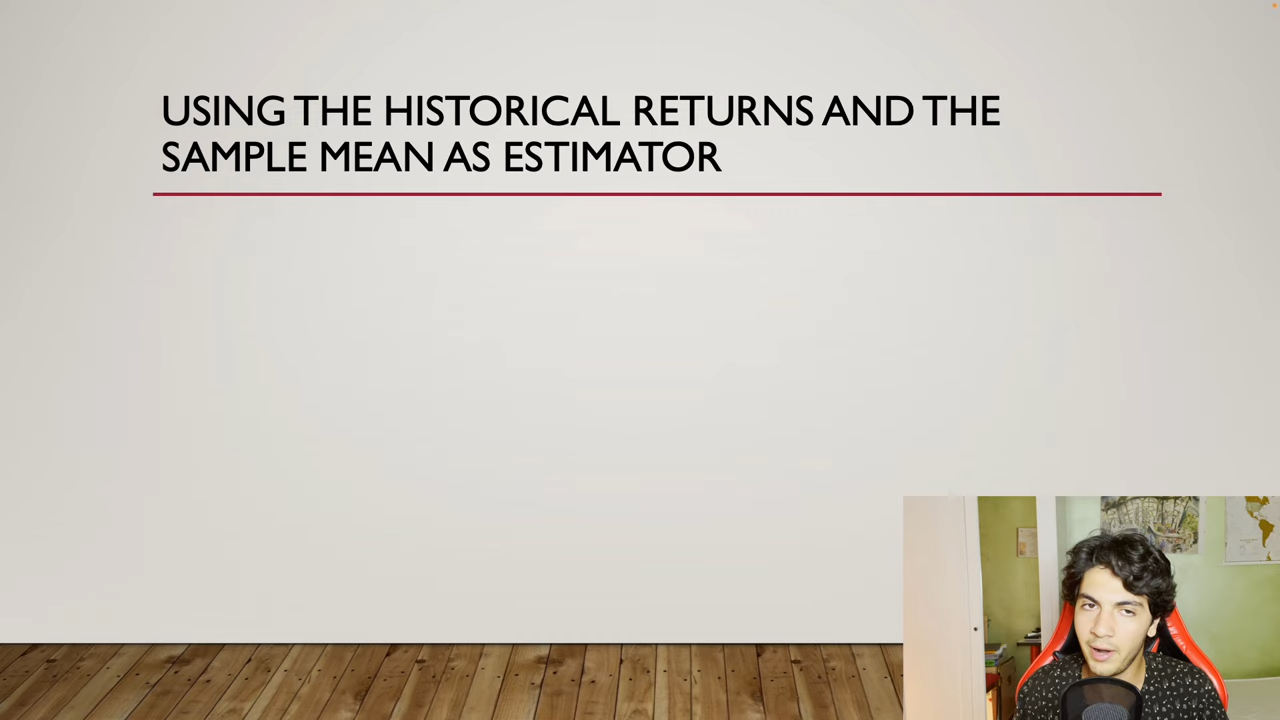 USING THE HISTORICAL RETURNS AND THE
SAMPLE MEAN AS ESTIMATOR